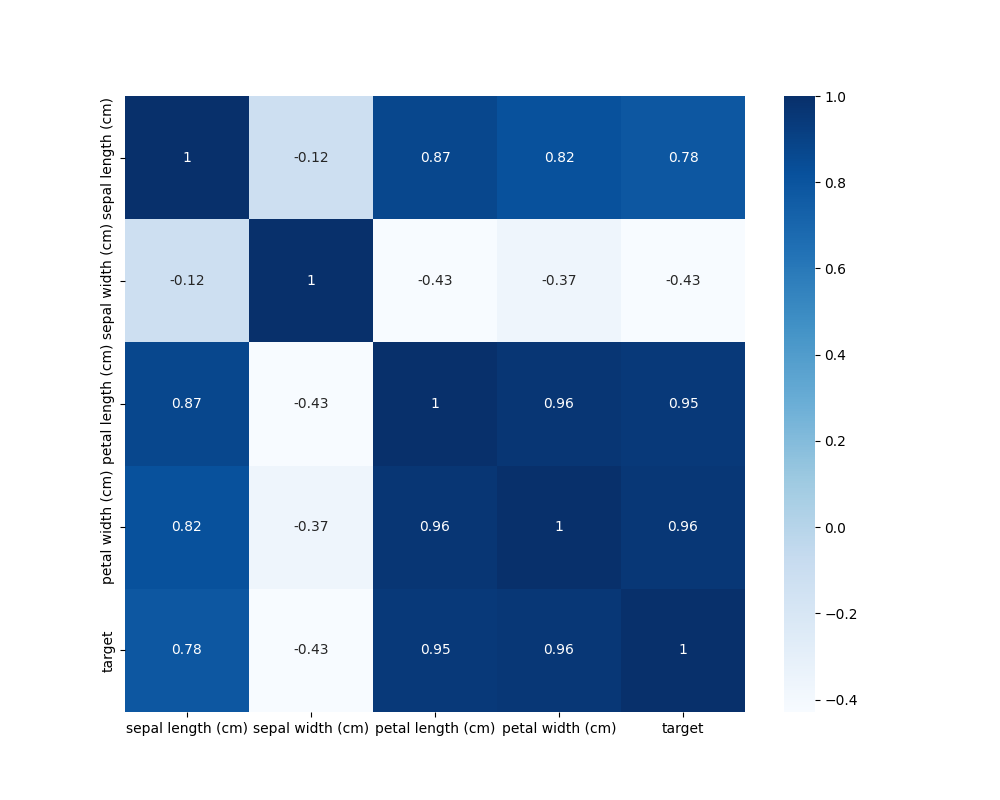 1.0
sepal length (cm) 1 -0.12 0.87 0.82 0.78
0.8
sepal width (cm) -0.12 1 -0.43 -0.37 -0.43
0.6
0.4
petal length (cm) 0.87 -0.43 1 0.96 0.95
0.2
petal width (cm) 0.82 -0.37 0.96 1 0.96
0.0
−0.2
target 0.78 -0.43 0.95 0.96 1
−0.4
sepal length (cm) sepal width (cm) petal length (cm) petal width (cm) target